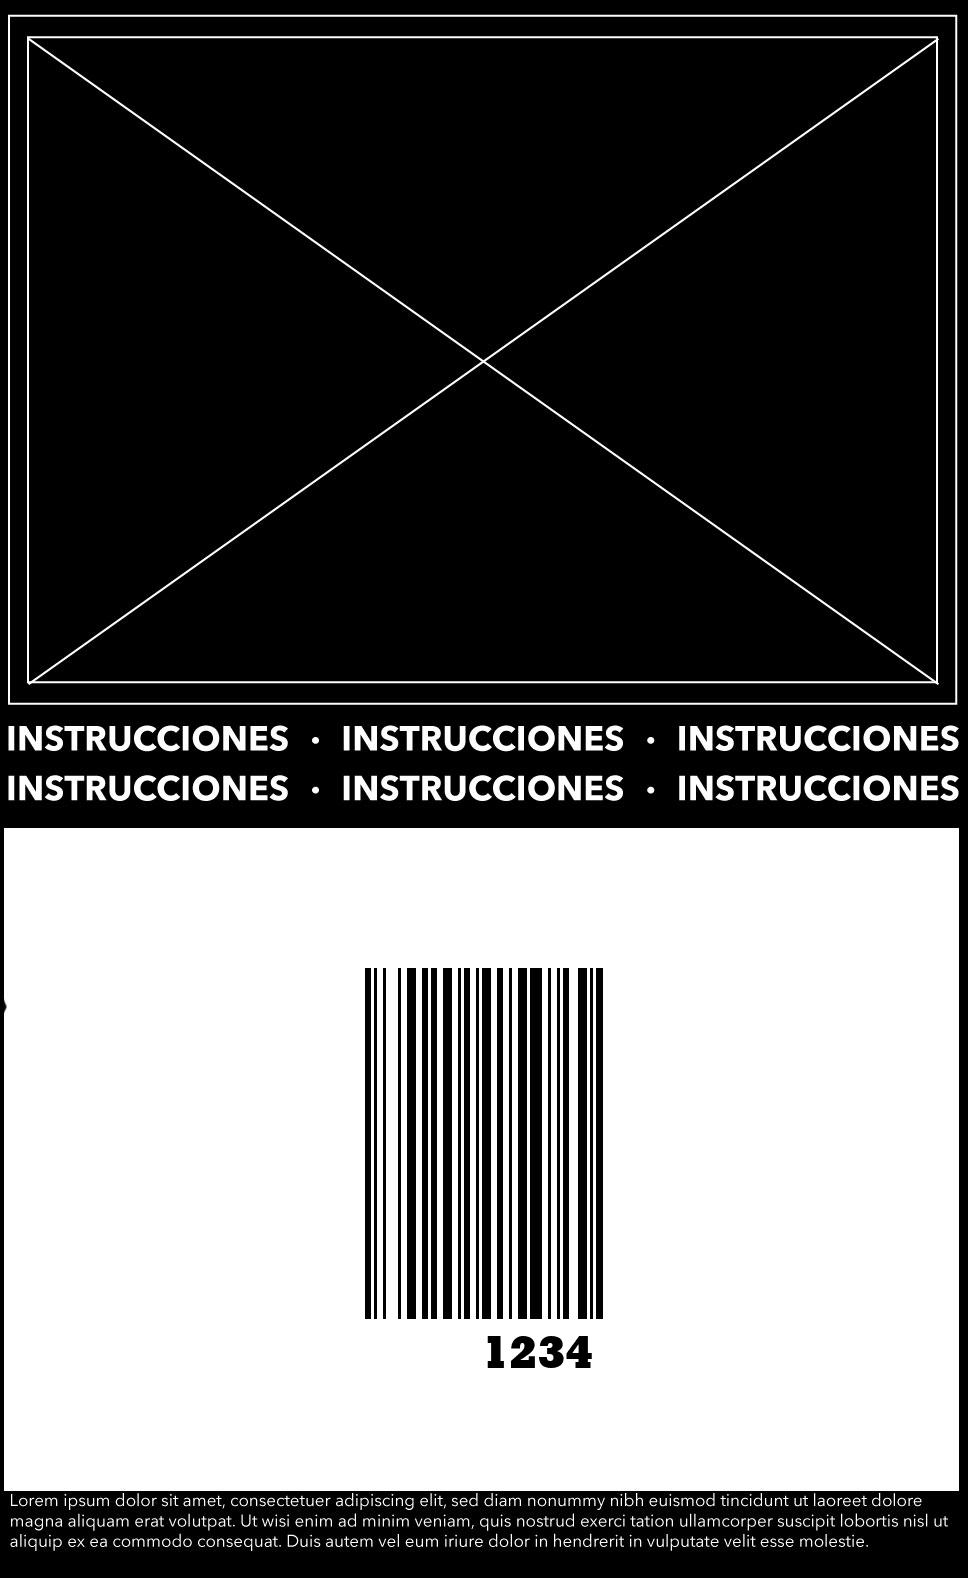 INSTRUCCIONES • INSTRUCCIONES • INSTRUCCIONES
INSTRUCCIONES • INSTRUCCIONES • INSTRUCCIONES
1234
Lorem ipsum dolor sit amet, consectetuer adipiscing elit, sed diam nonummy nibh euismod tincidunt ut laoreet dolore
magna aliquam erat volutpat. Ut wisi enim ad minim veniam, quis nostrud exerci tation ullamcorper suscipit lobortis nisl ut
aliquip ex ea commodo consequat. Duis autem vel eum iriure dolor in hendrerit in vulputate velit esse molestie.